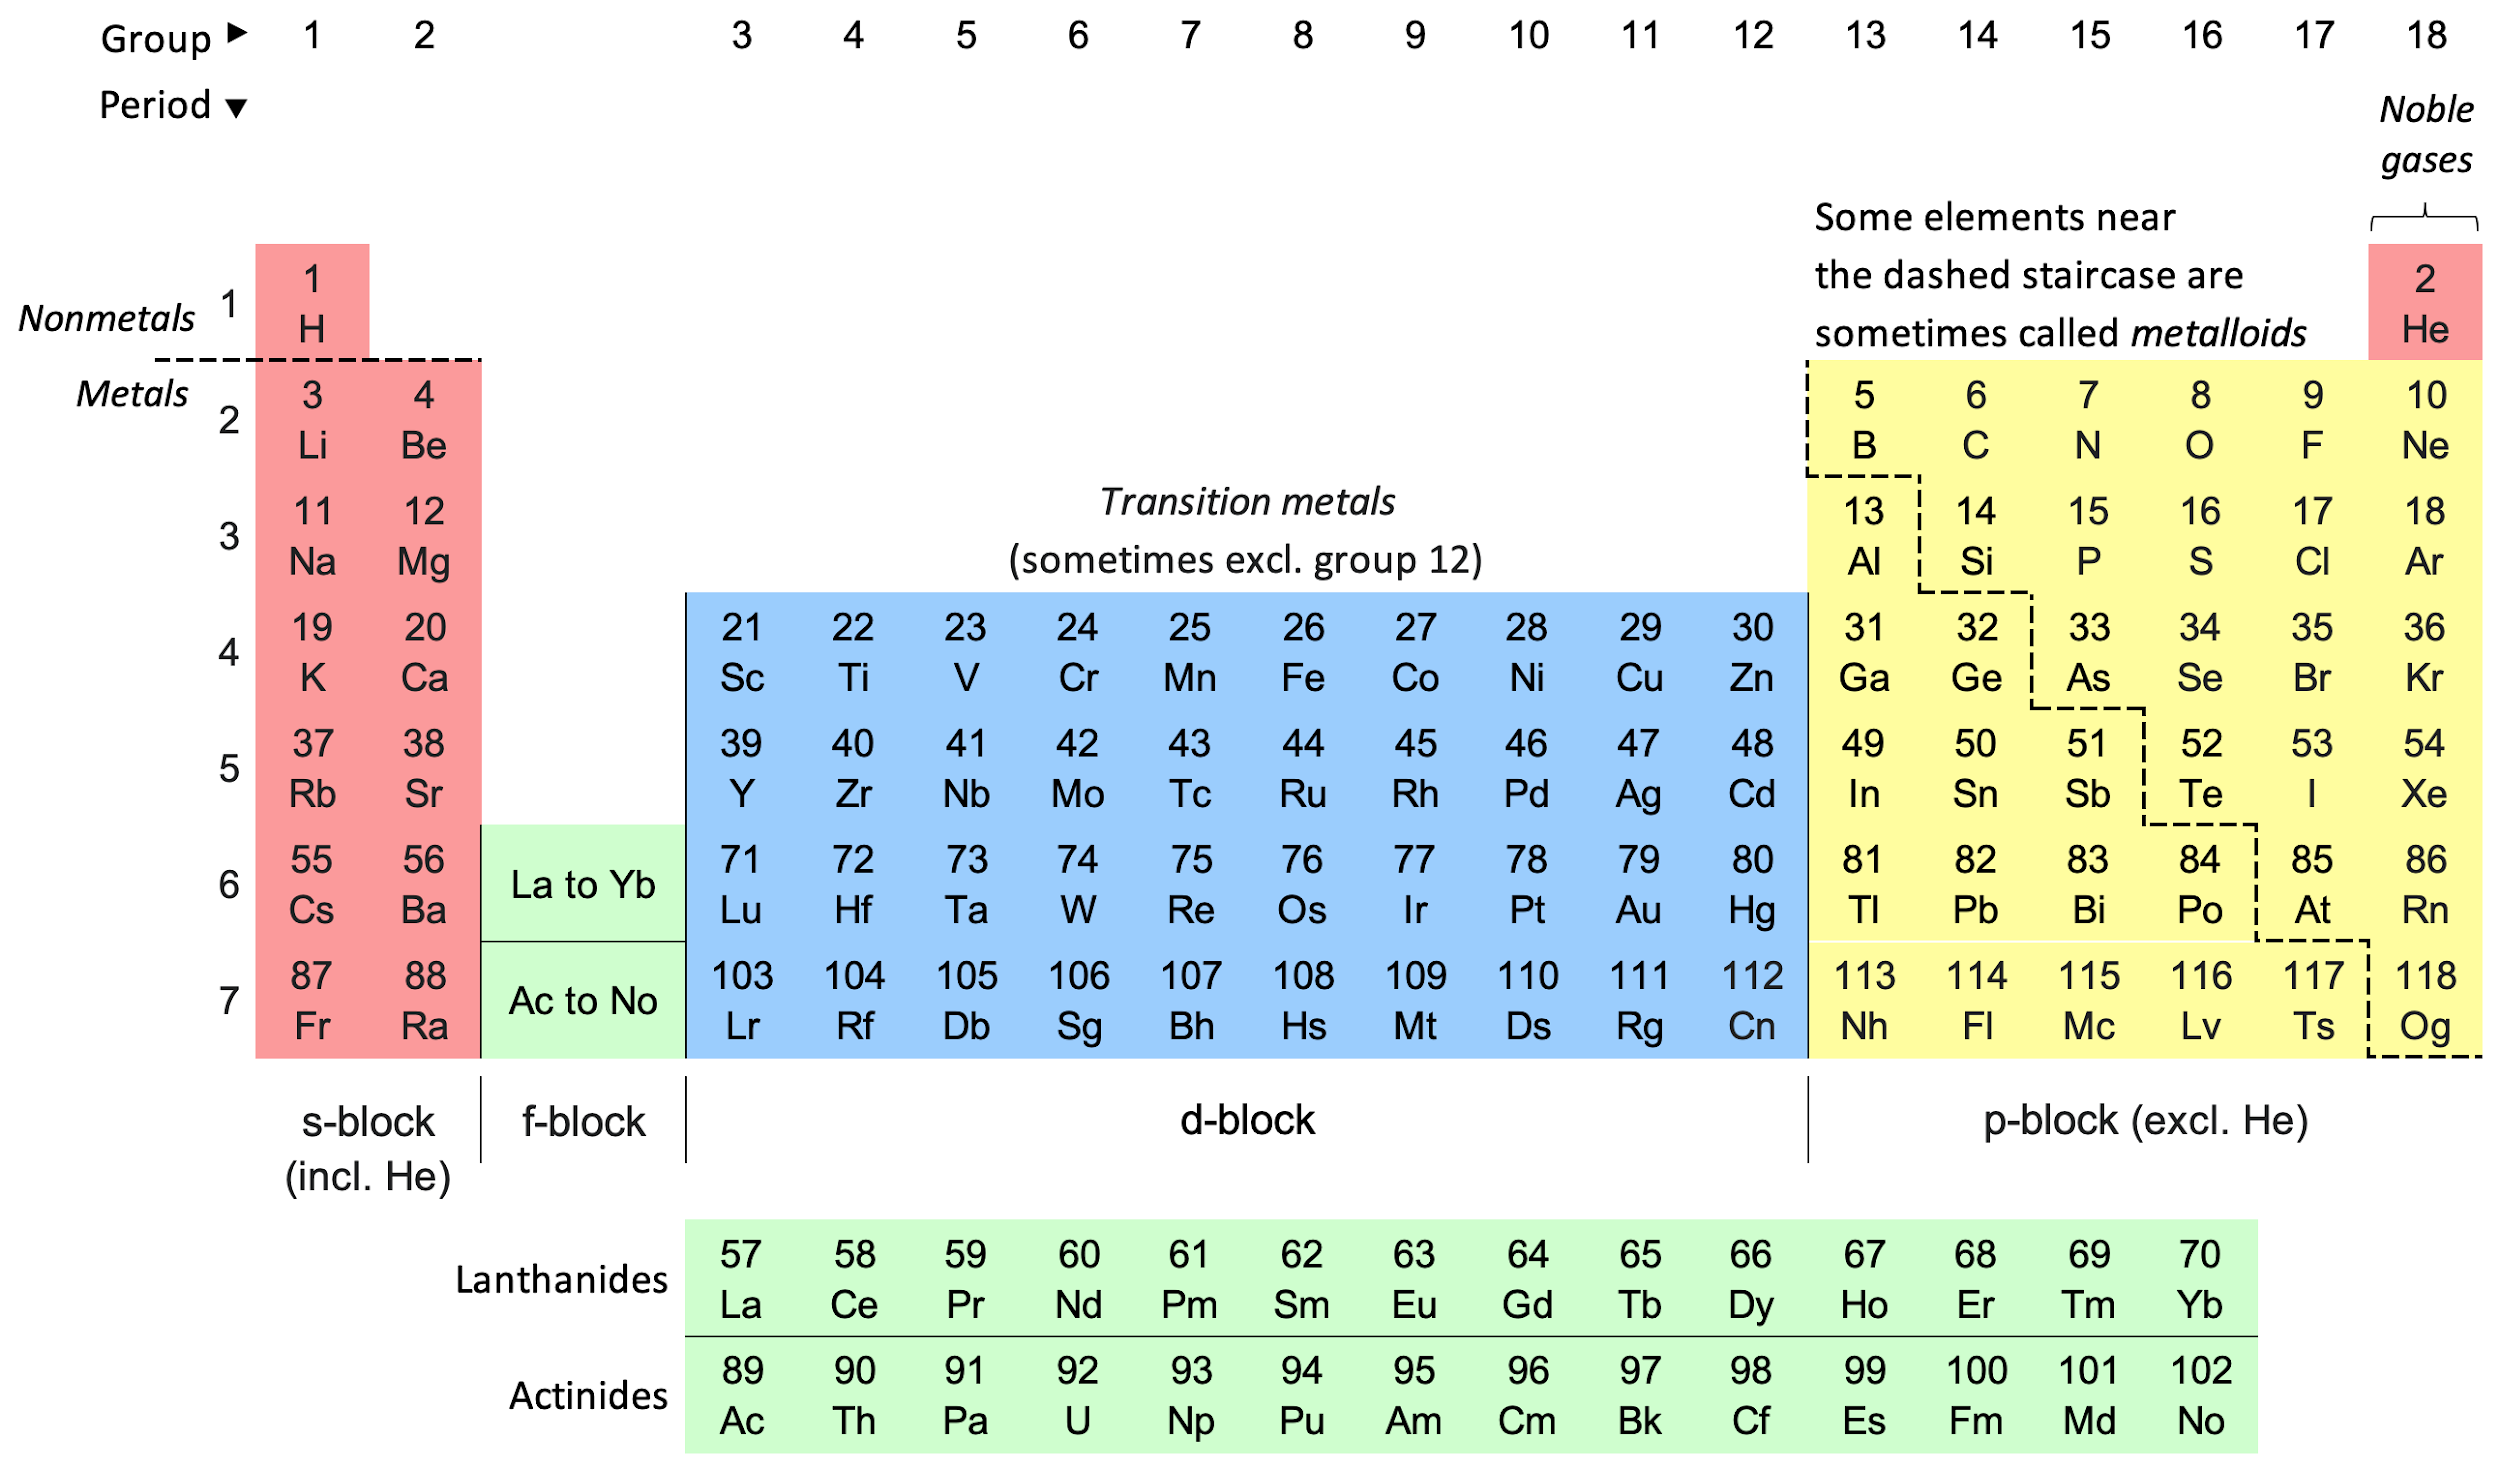 Group ▶ 1 2 3 4 5 6 7 8 9 10 11 12 13 14 15 16 17 18
Period ▼
Noble
gases
Some elements near
the dashed staircase are
sometimes called metalloids
Nonmetals
Metals
1
1 2
H He
2
3 4 5 6 7 8 9 10
Li Be B C N O F Ne
Transition metals
(sometimes excl. group 12)
3
11 12 13 14 15 16 17 18
Na Mg Al Si P S Cl Ar
4
19 20 21 22 23 24 25 26 27 28 29 30 31 32 33 34 35 36
K Ca Sc Ti V Cr Mn Fe Co Ni Cu Zn Ga Ge As Se Br Kr
5
37 38 39 40 41 42 43 44 45 46 47 48 49 50 51 52 53 54
Rb Sr Y Zr Nb Mo Tc Ru Rh Pd Ag Cd In Sn Sb Te I Xe
6
55 56 71 72 73 74 75 76 77 78 79 80 81 82 83 84 85 86
La to Yb
Cs Ba Lu Hf Ta W Re Os Ir Pt Au Hg Tl Pb Bi Po At Rn
7
87 88 103 104 105 106 107 108 109 110 111 112 113 114 115 116 117 118
Ac to No
Fr Ra Lr Rf Db Sg Bh Hs Mt Ds Rg Cn Nh Fl Mc Lv Ts Og
s-block
(incl. He)
f-block
d-block
p-block (excl. He)
Lanthanides
57 58 59 60 61 62 63 64 65 66 67 68 69 70
La Ce Pr Nd Pm Sm Eu Gd Tb Dy Ho Er Tm Yb
Actinides
89 90 91 92 93 94 95 96 97 98 99 100 101 102
Ac Th Pa U Np Pu Am Cm Bk Cf Es Fm Md No